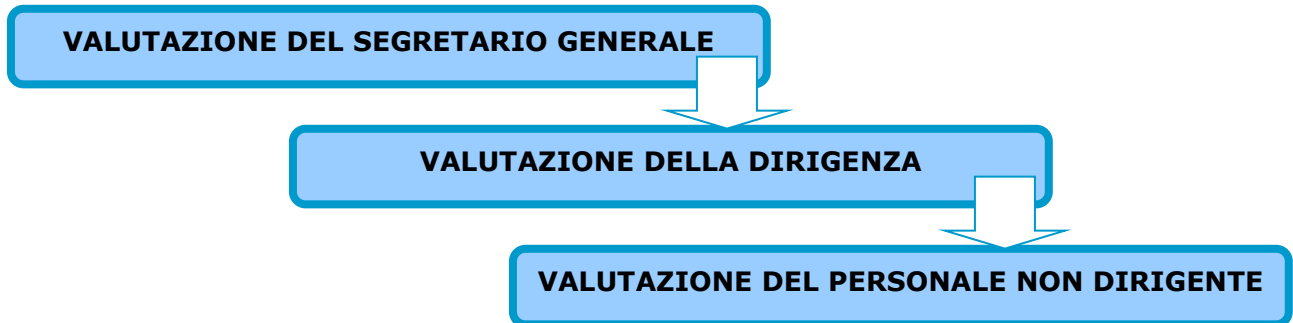 VALUTAZIONE DEL SEGRETARIO GENERALE
VALUTAZIONE DELLA DIRIGENZA
VALUTAZIONE DEL PERSONALE NON DIRIGENTE